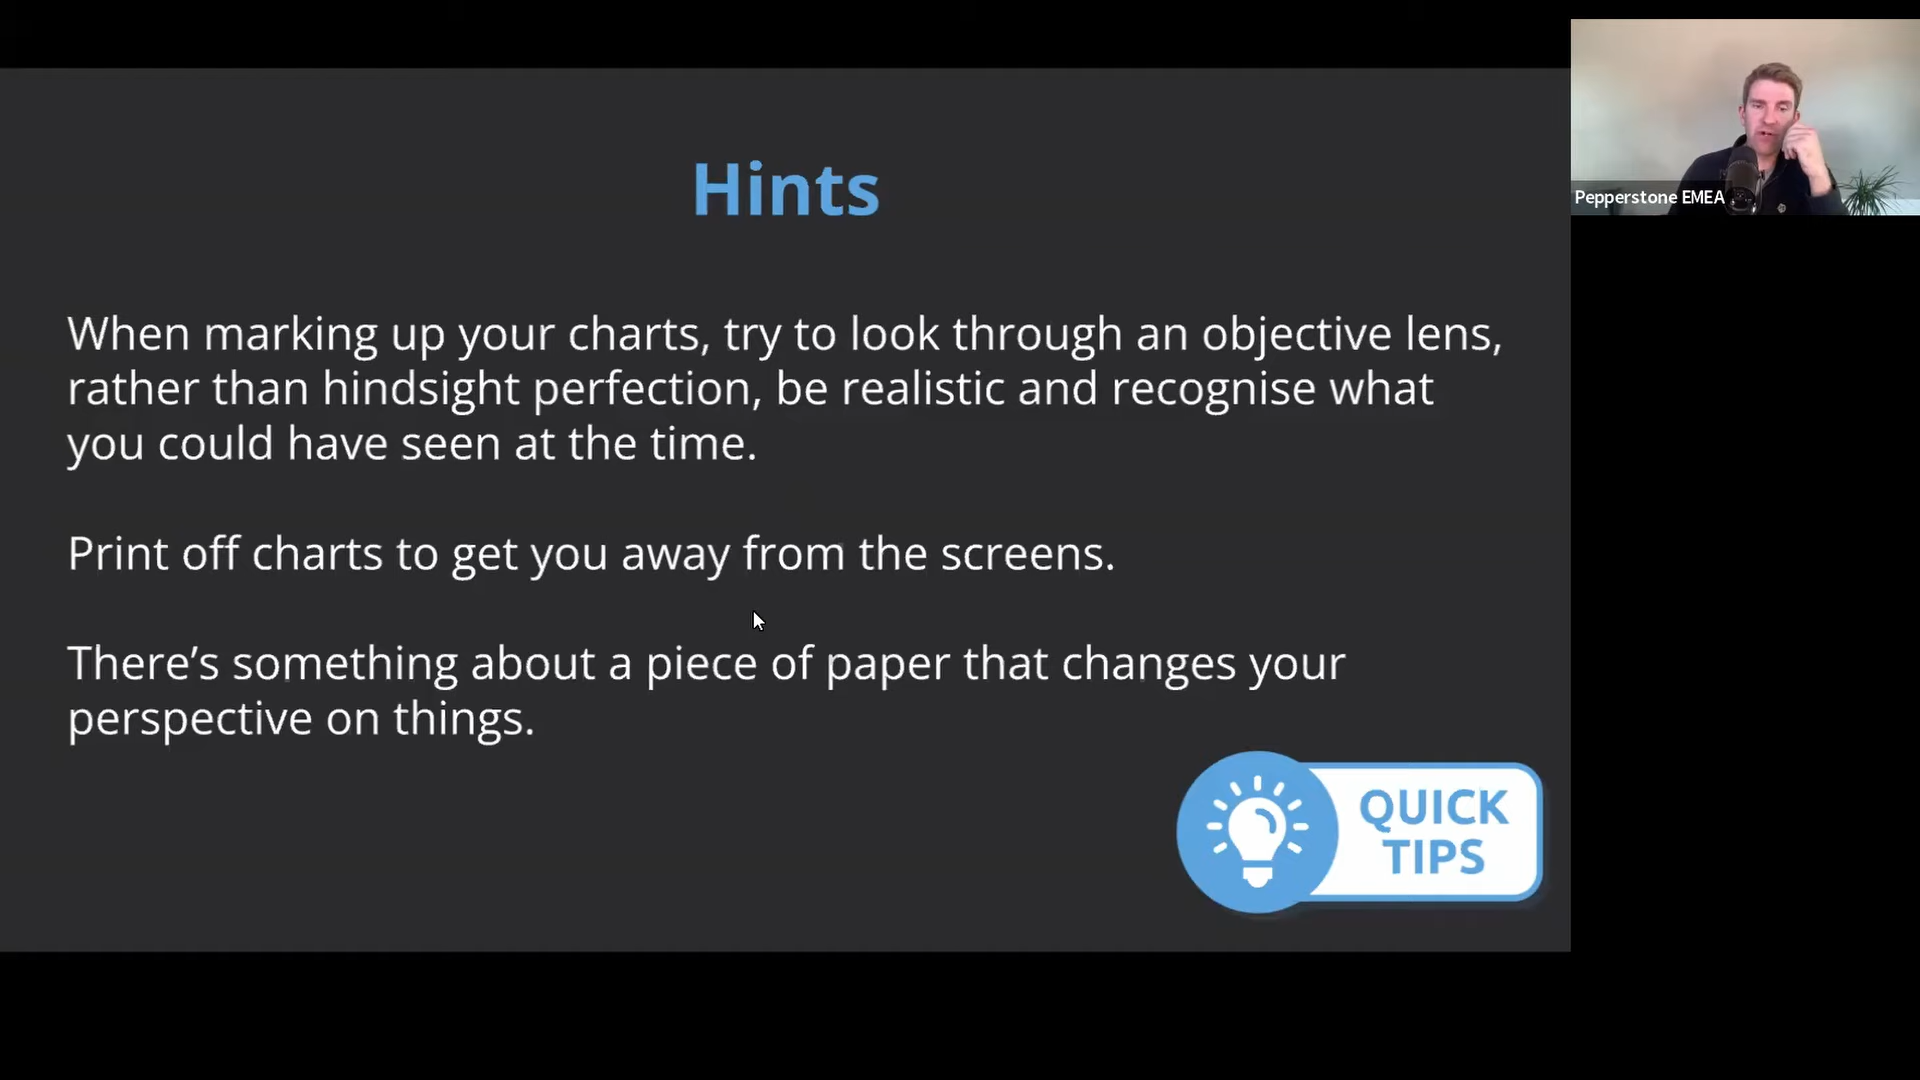 Hints
When marking up your charts, try to look through an objective lens,
rather than hindsight perfection, be realistic and recognise what
you could have seen at the time.
Print off charts to get you away from the screens.
There’s something about a piece of paper that changes your
perspective on things.
QUICK
TIPS
Pepperstone EMEA